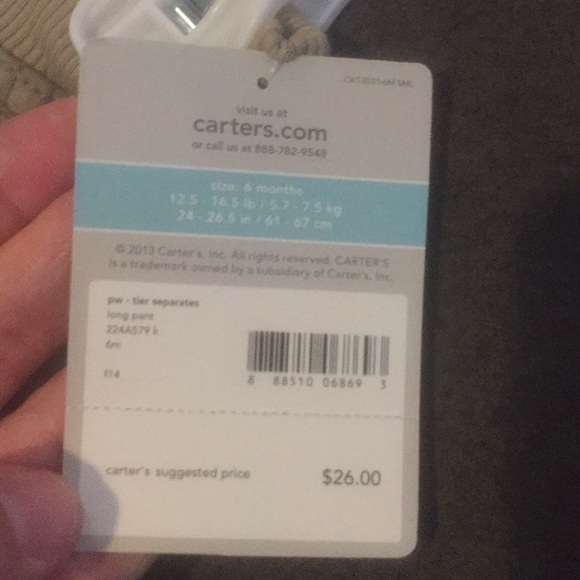 visit us at
carters.com
or call us at 888-782-9548
size: 6 months
12.5 - 16.5 lb / 5.7 - 7.5 kg
24 - 26.5 in / 61 - 67 cm
© 2013 Carter's, Inc. All rights reserved. CARTER'S
is a trademark owned by a subsidiary of Carter's, Inc.
pw - tier separates
long pant
224A579 k
6m
f14
8 88510 06869 3
carter's suggested price $26.00